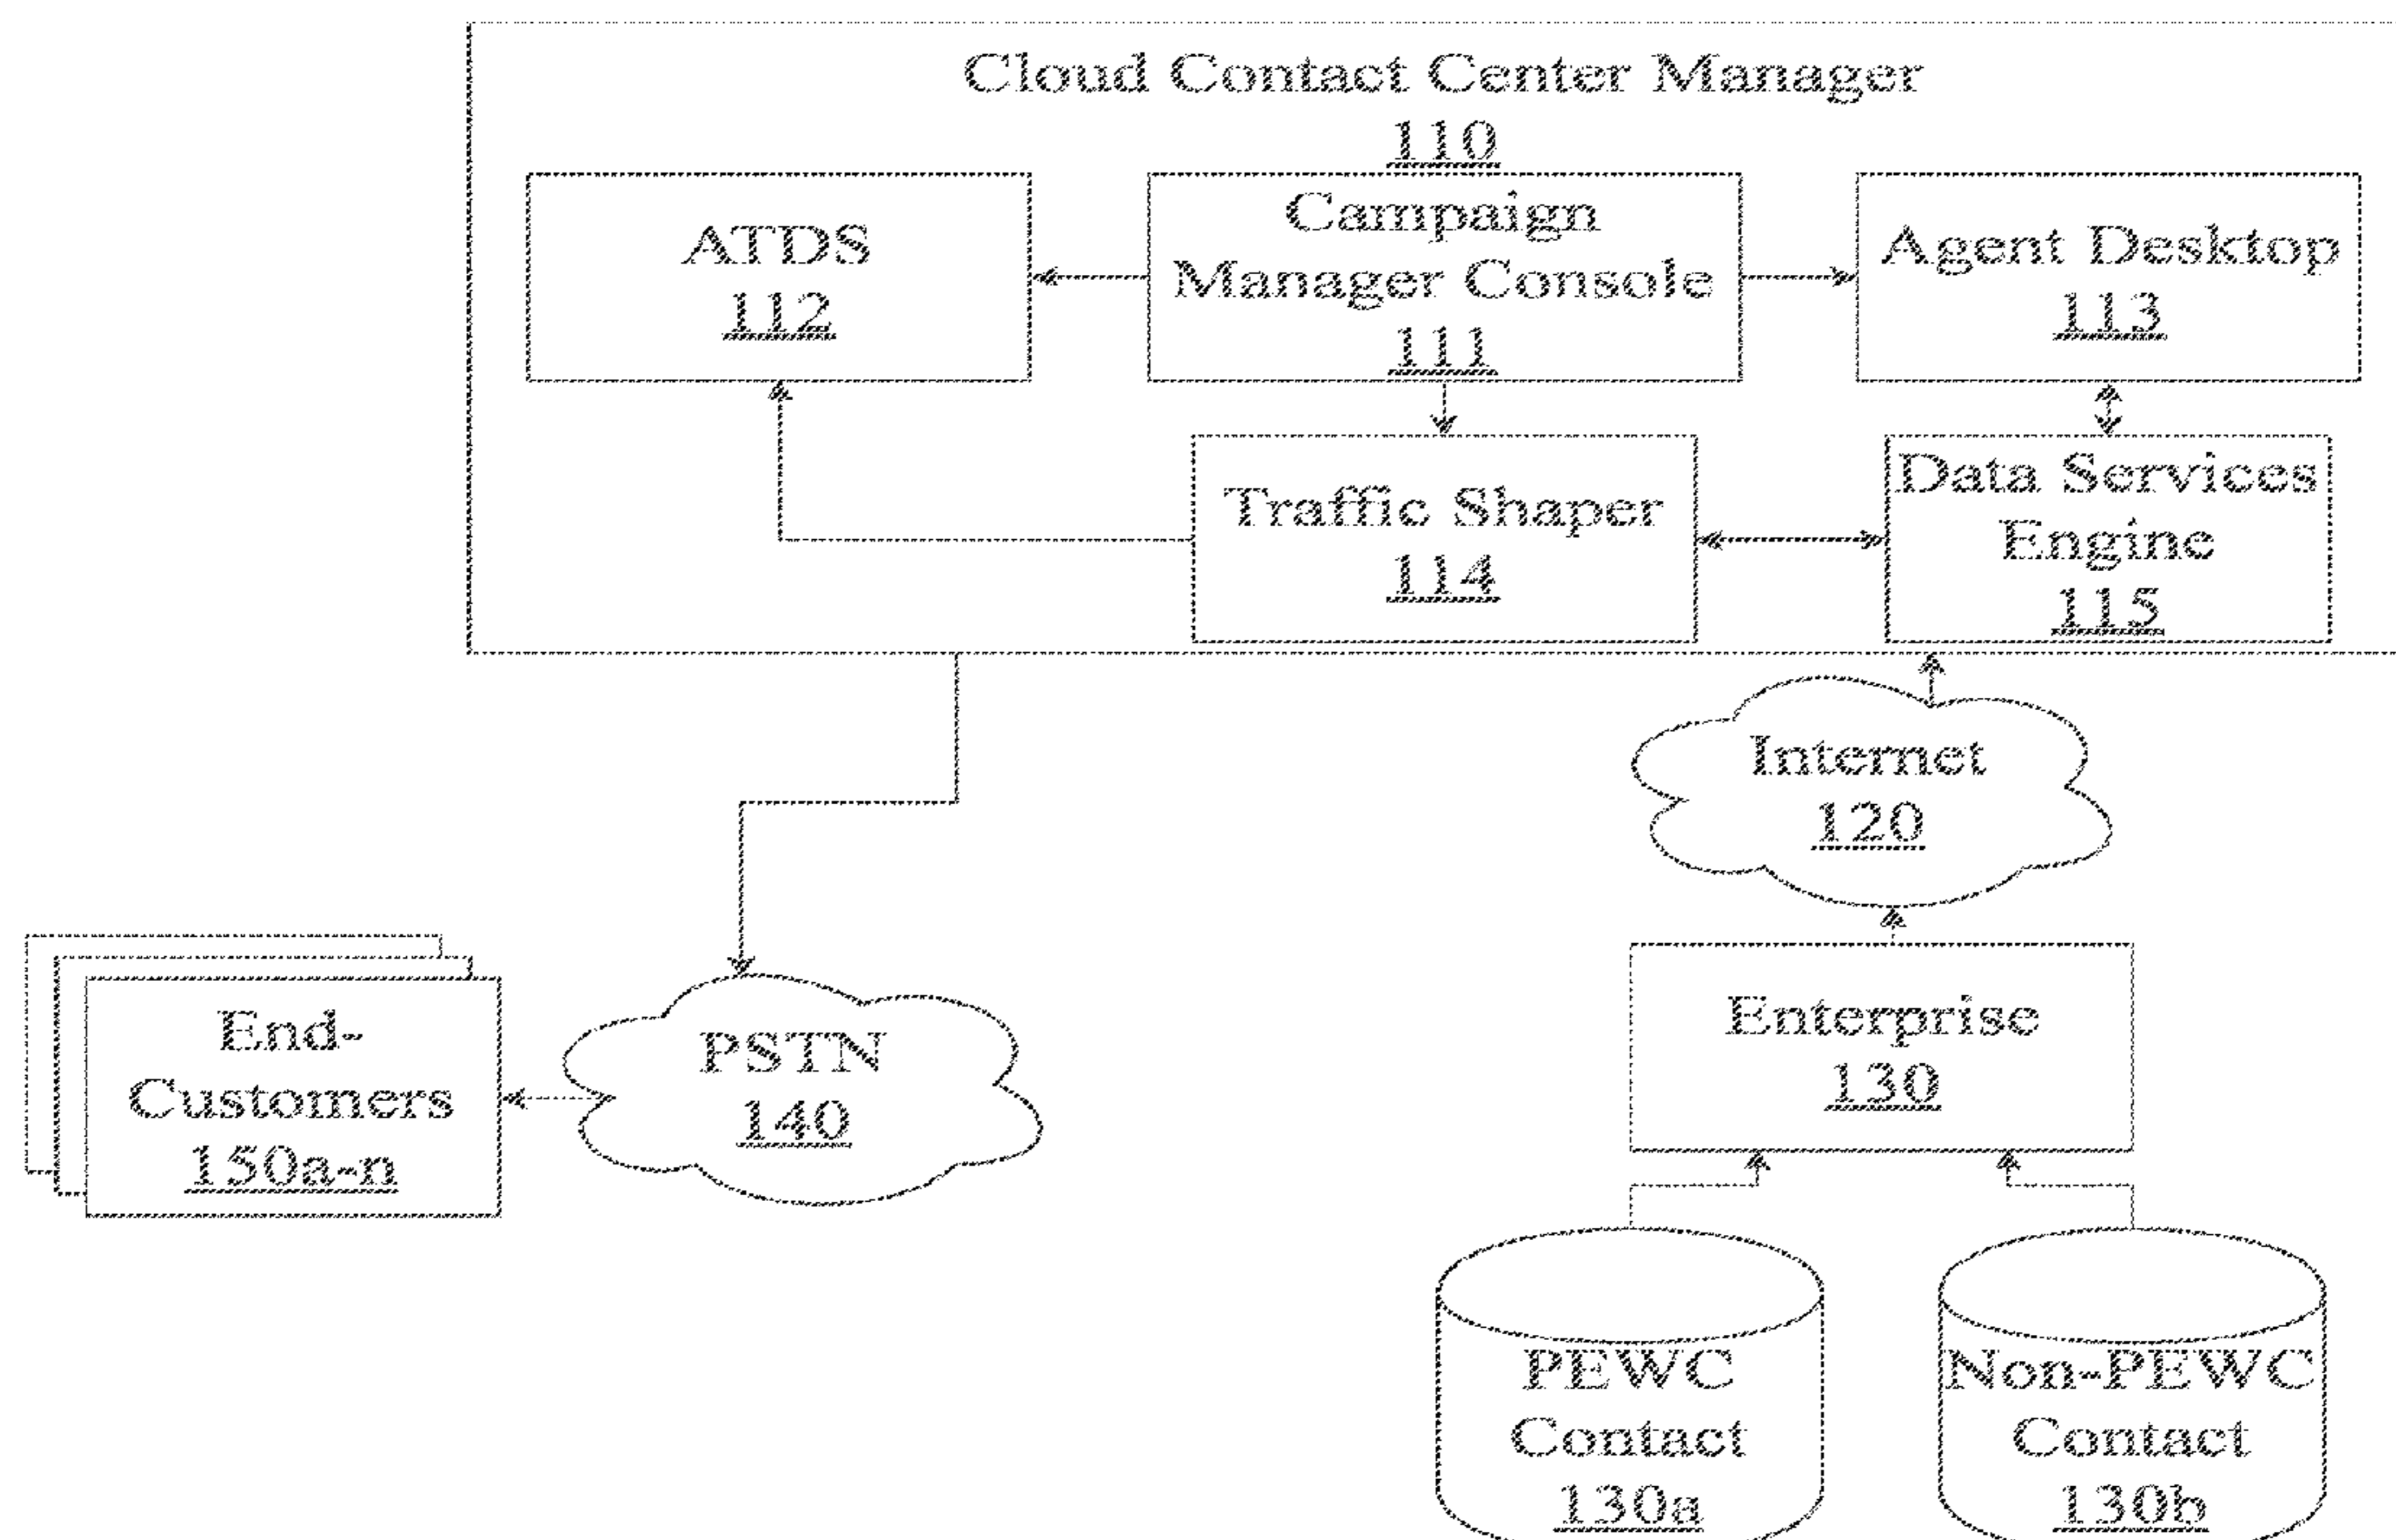 Cloud Contact Center Manager
110
ATDS
112
Campaign
Manager Console
111
Agent Desktop
113
Traffic Shaper
114
Data Services
Engine
115
Internet
120
End-
Customers
150a-n
PSTN
140
Enterprise
130
PEWC
Contact
130a
Non-PEWC
Contact
130b